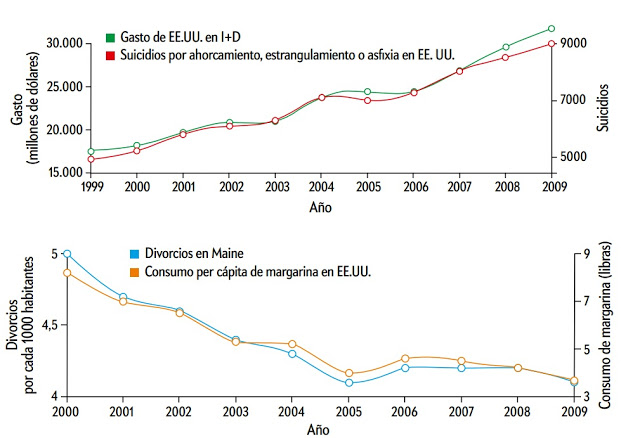 Gasto de EE.UU. en I+D
Suicidios por ahorcamiento, estrangulamiento o asfixia en EE. UU.
Gasto
(millones de dólares)
30.000
25.000
20.000
15.000
9000
7000
5000
Suicidios
1999 2000 2001 2002 2003 2004 2005 2006 2007 2008 2009
Año
Divorcios en Maine
Consumo per cápita de margarina en EE.UU.
Divorcios
por cada 1000 habitantes
5
4,5
4
9
7
5
3
Consumo de margarina (libras)
2000 2001 2002 2003 2004 2005 2006 2007 2008 2009
Año